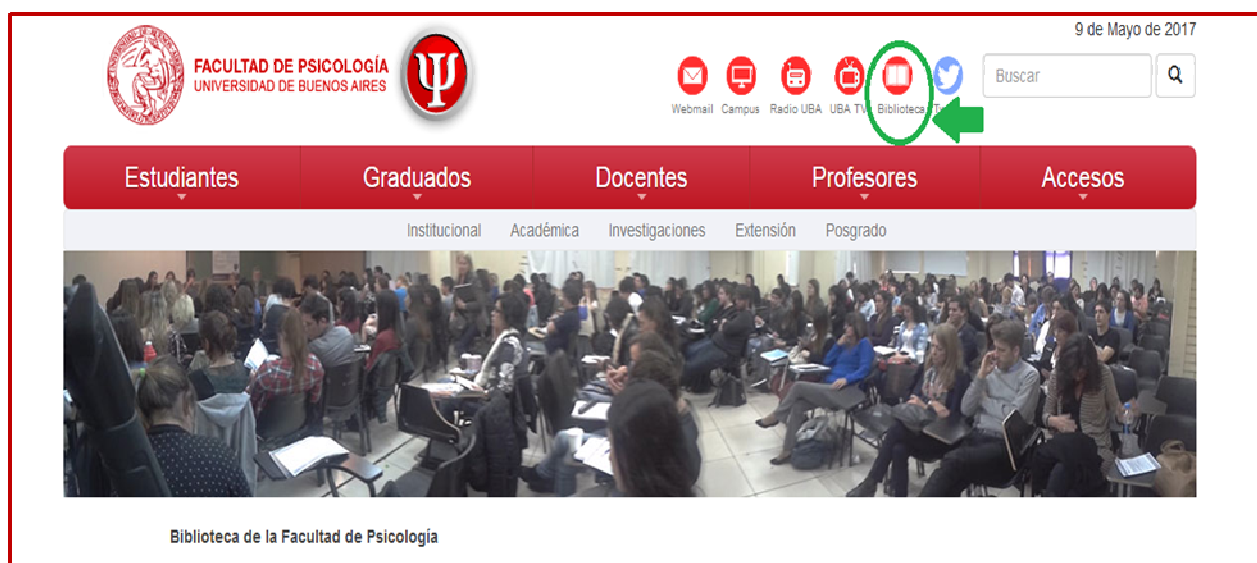 9 de Mayo de 2017
FACULTAD DE PSICOLOGÍA
UNIVERSIDAD DE BUENOS AIRES
Webmail Campus Radio UBA UBA TV Biblioteca
Buscar
Estudiantes Graduados Docentes Profesores Accesos
Institucional Académica Investigaciones Extensión Posgrado
Biblioteca de la Facultad de Psicología